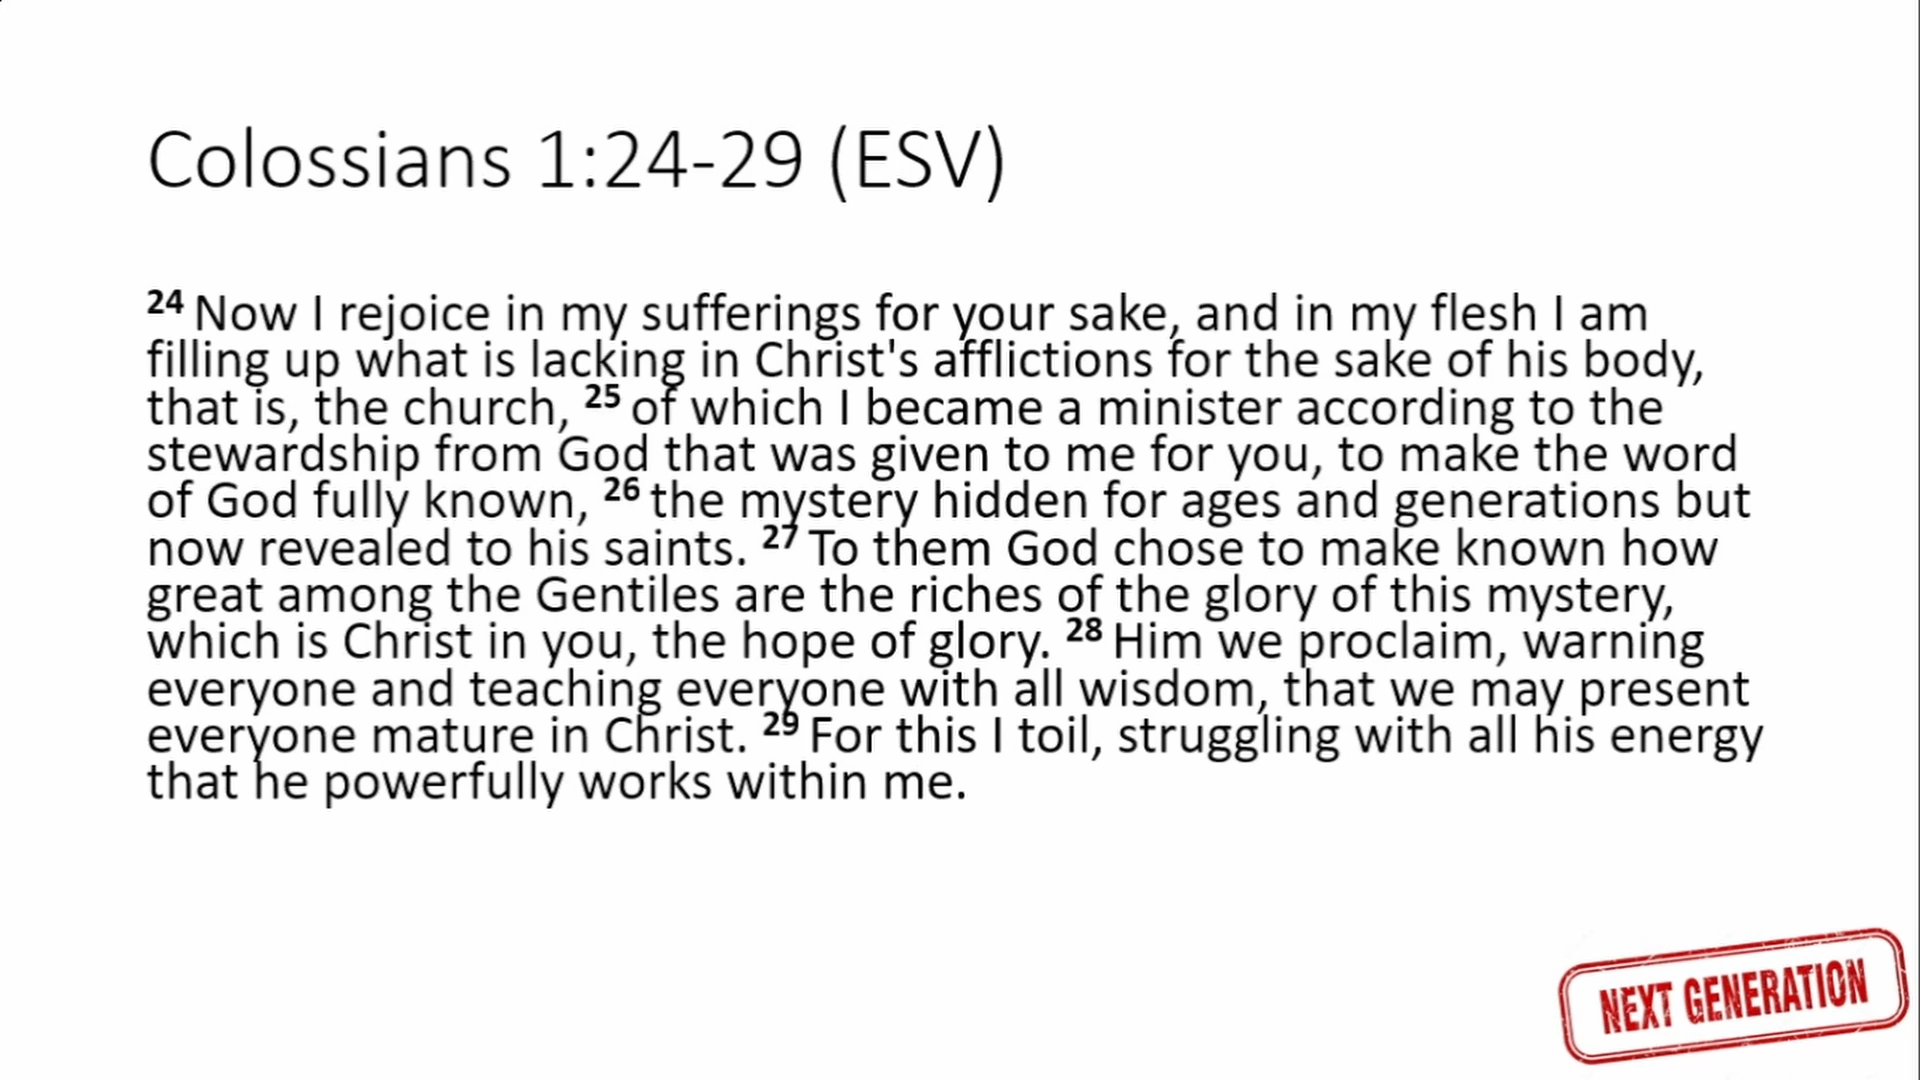 Colossians 1:24-29 (ESV)
24 Now I rejoice in my sufferings for your sake, and in my flesh I am
filling up what is lacking in Christ's afflictions for the sake of his body,
that is, the church, 25 of which I became a minister according to the
stewardship from God that was given to me for you, to make the word
of God fully known, 26 the mystery hidden for ages and generations but
now revealed to his saints. 27 To them God chose to make known how
great among the Gentiles are the riches of the glory of this mystery,
which is Christ in you, the hope of glory. 28 Him we proclaim, warning
everyone and teaching everyone with all wisdom, that we may present
everyone mature in Christ. 29 For this I toil, struggling with all his energy
that he powerfully works within me.
NEXT GENERATION